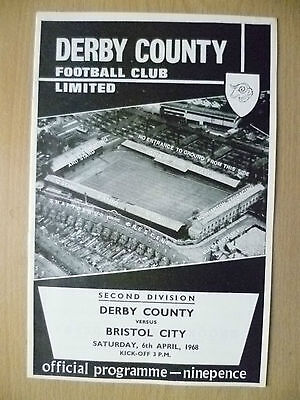 DERBY COUNTY
FOOTBALL CLUB
LIMITED
NO ENTRANCE TO GROUND FROM THIS SIDE
SECOND DIVISION
DERBY COUNTY
VERSUS
BRISTOL CITY
SATURDAY, 6th APRIL, 1968
KICK-OFF 3 P.M.
official programme—ninepence